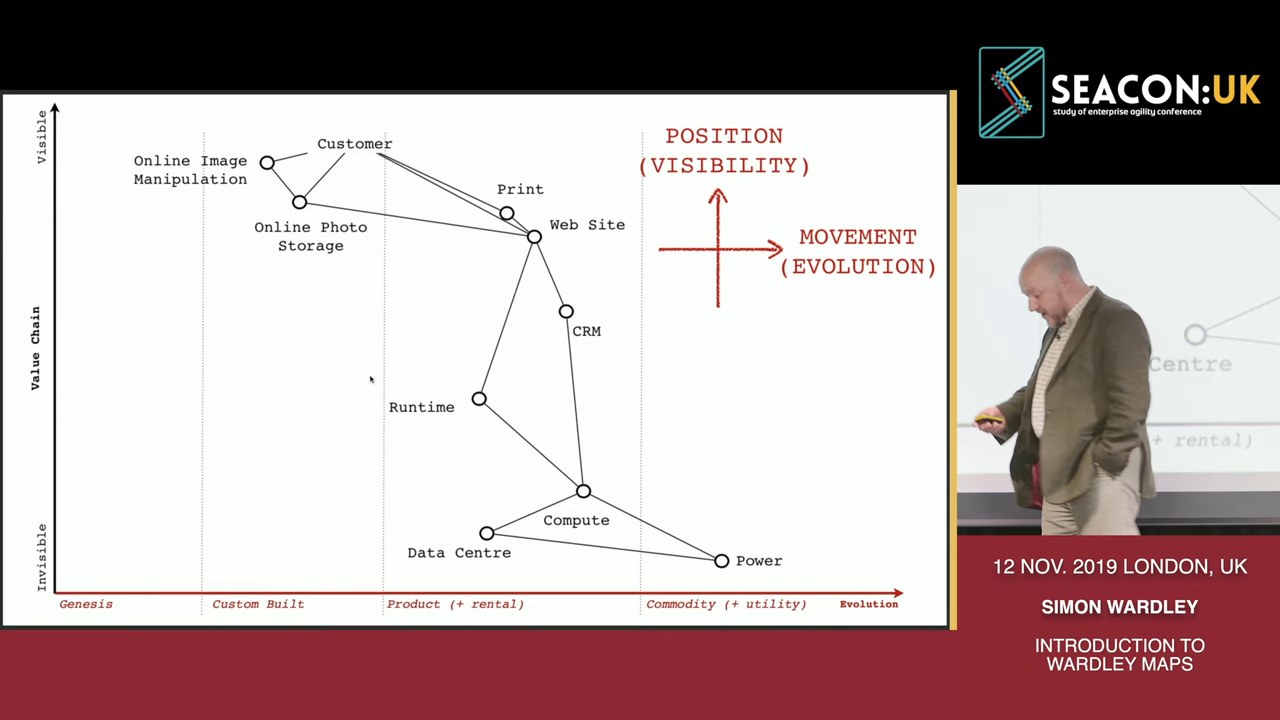 Visible
Value Chain
Invisible
Customer
Online Image
Manipulation
Online Photo
Storage
Print
Web Site
CRM
Runtime
Compute
Data Centre
Power
POSITION
(VISIBILITY)
MOVEMENT
(EVOLUTION)
Genesis
Custom Built
Product (+ rental)
Commodity (+ utility)
Evolution
SEACON:UK
study of enterprise agility conference
Centre
+ rental)
12 NOV. 2019 LONDON, UK
SIMON WARDLEY
INTRODUCTION TO
WARDLEY MAPS